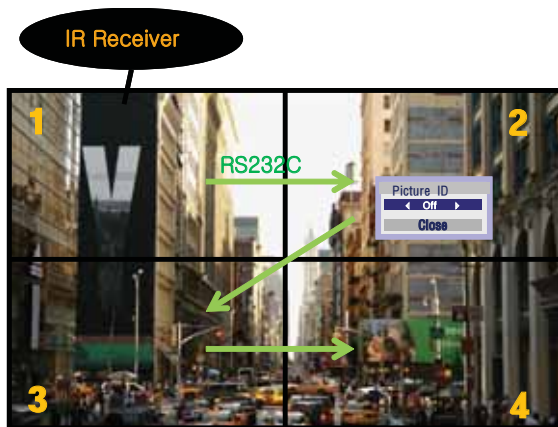 IR Receiver
1
2
RS232C
Picture ID
Off
Close
3
4